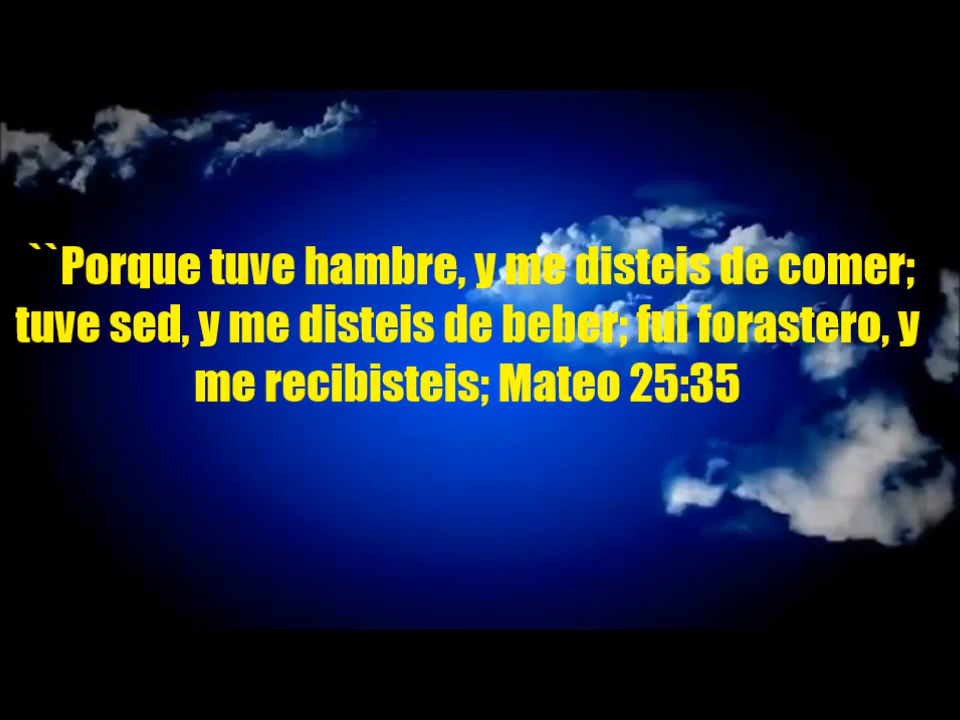 ``Porque tuve hambre, y me disteis de comer;
tuve sed, y me disteis de beber; fui forastero, y
me recibisteis; Mateo 25:35